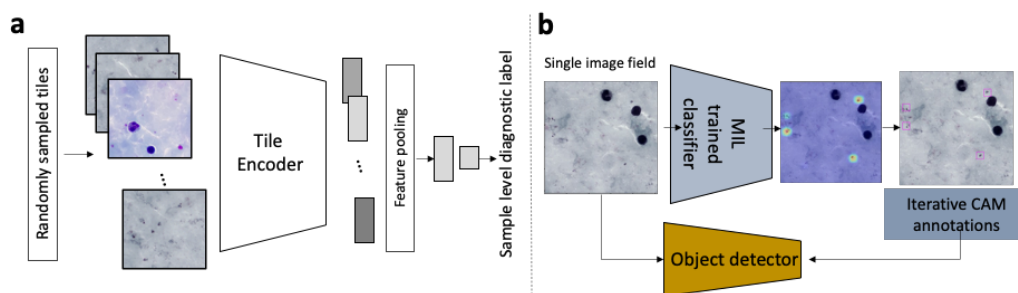 a
Randomly sampled tiles
Tile
Encoder
Feature pooling
Sample level diagnostic label
b
Single image field
MIL
trained
classifier
Iterative CAM
annotations
Object detector